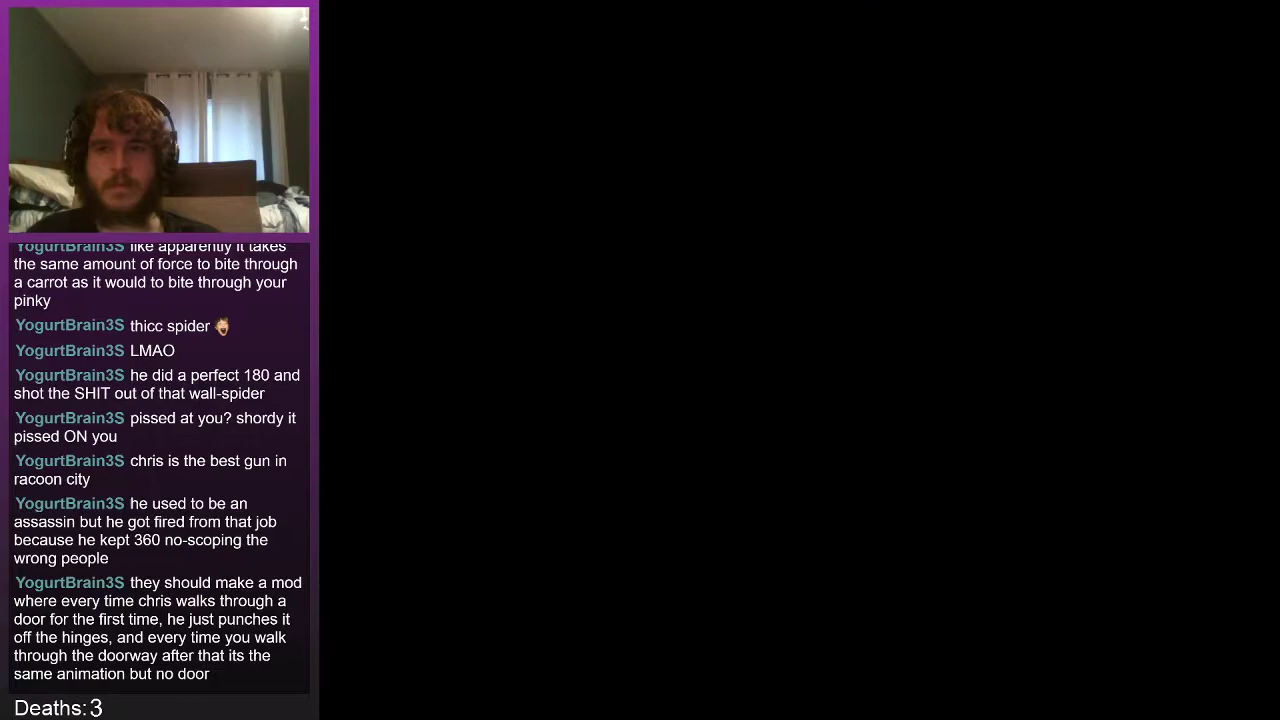 YogurtBrain3S like apparently it takes
the same amount of force to bite through
a carrot as it would to bite through your
pinky
YogurtBrain3S thicc spider
YogurtBrain3S LMAO
YogurtBrain3S he did a perfect 180 and
shot the SHIT out of that wall-spider
YogurtBrain3S pissed at you? shordy it
pissed ON you
YogurtBrain3S chris is the best gun in
racoon city
YogurtBrain3S he used to be an
assassin but he got fired from that job
because he kept 360 no-scoping the
wrong people
YogurtBrain3S they should make a mod
where every time chris walks through a
door for the first time, he just punches it
off the hinges, and every time you walk
through the doorway after that its the
same animation but no door
Deaths:3